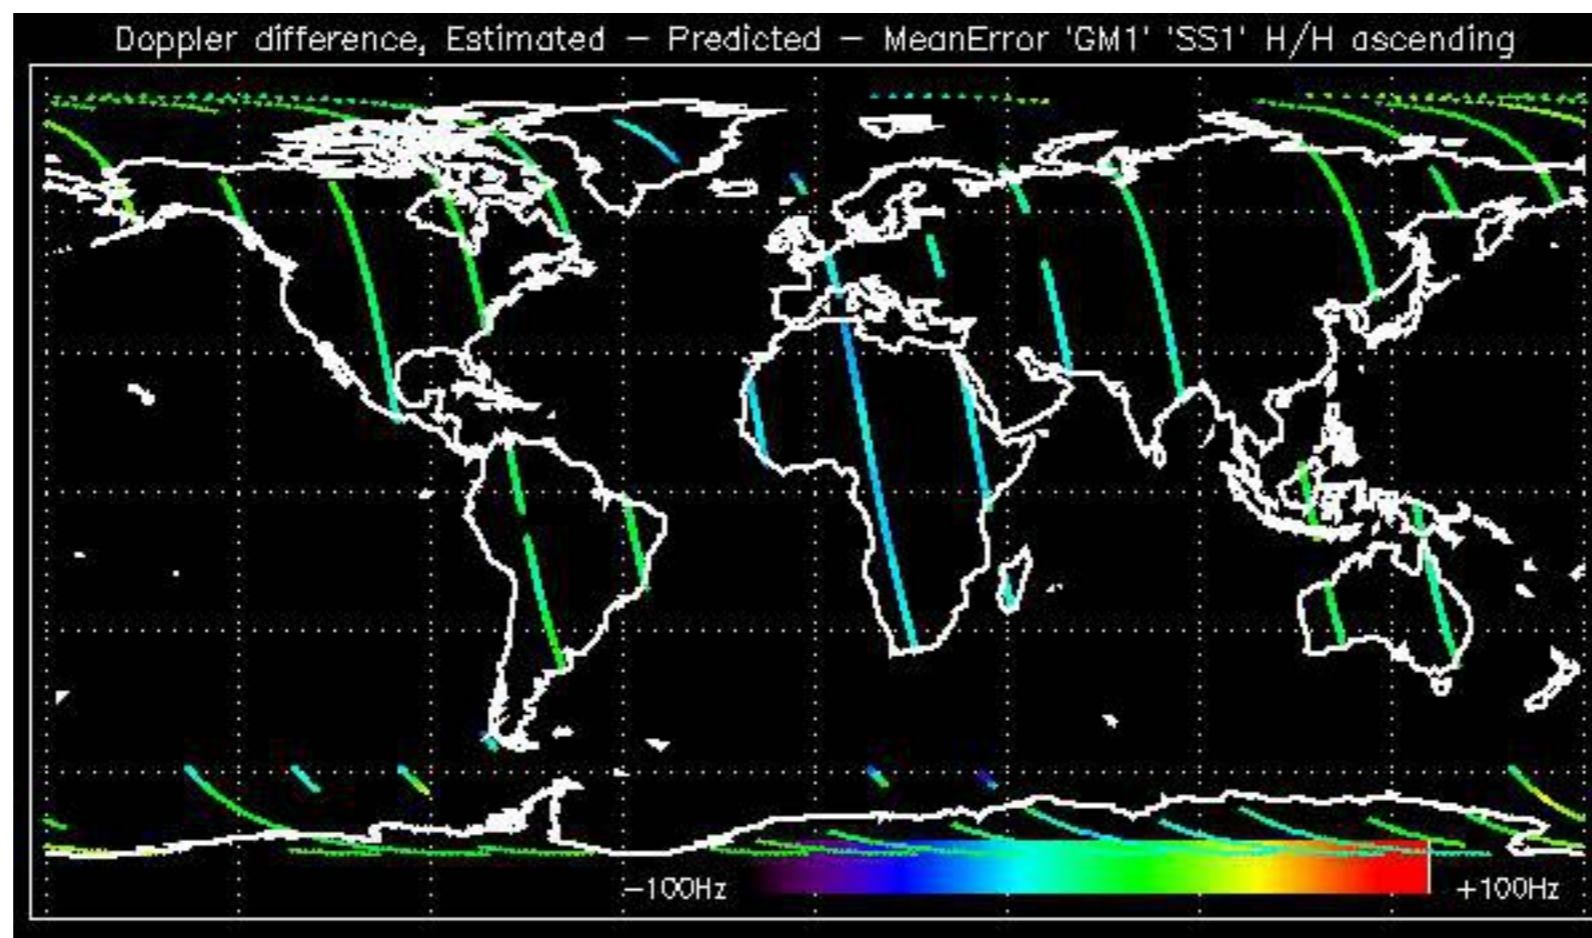 Doppler difference, Estimated – Predicted – MeanError 'GM1' 'SS1' H/H ascending
–100Hz
+100Hz